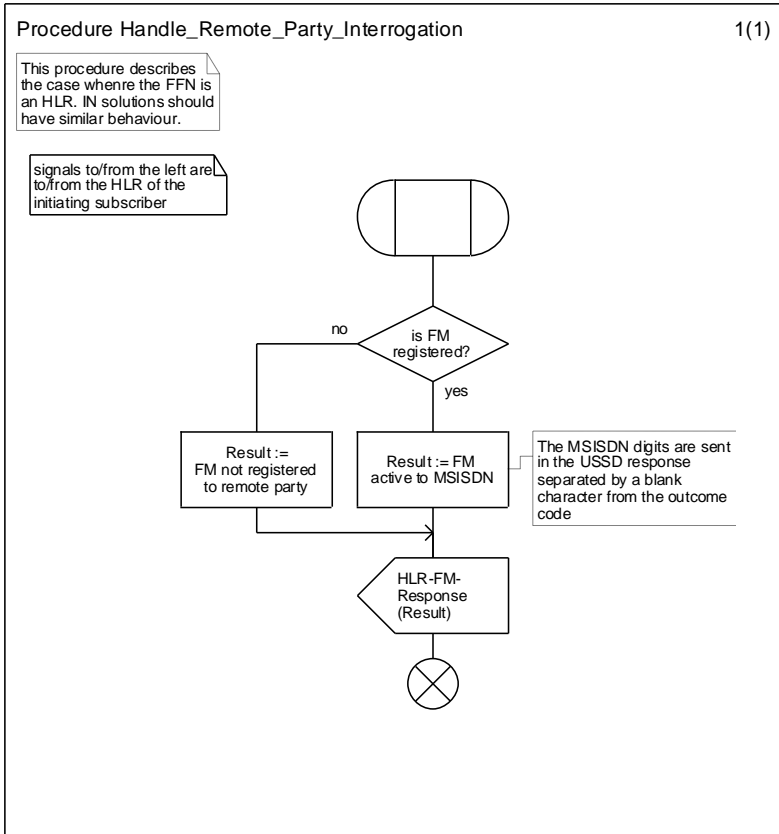 Procedure Handle_Remote_Party_Interrogation
1(1)
This procedure describes
the case whenre the FFN is
an HLR. IN solutions should
have similar behaviour.
signals to/from the left are
to/from the HLR of the
initiating subscriber
no
is FM
registered?
yes
Result :=
FM not registered
to remote party
Result := FM
active to MSISDN
The MSISDN digits are sent
in the USSD response
separated by a blank
character from the outcome
code
HLR-FM-
Response
(Result)